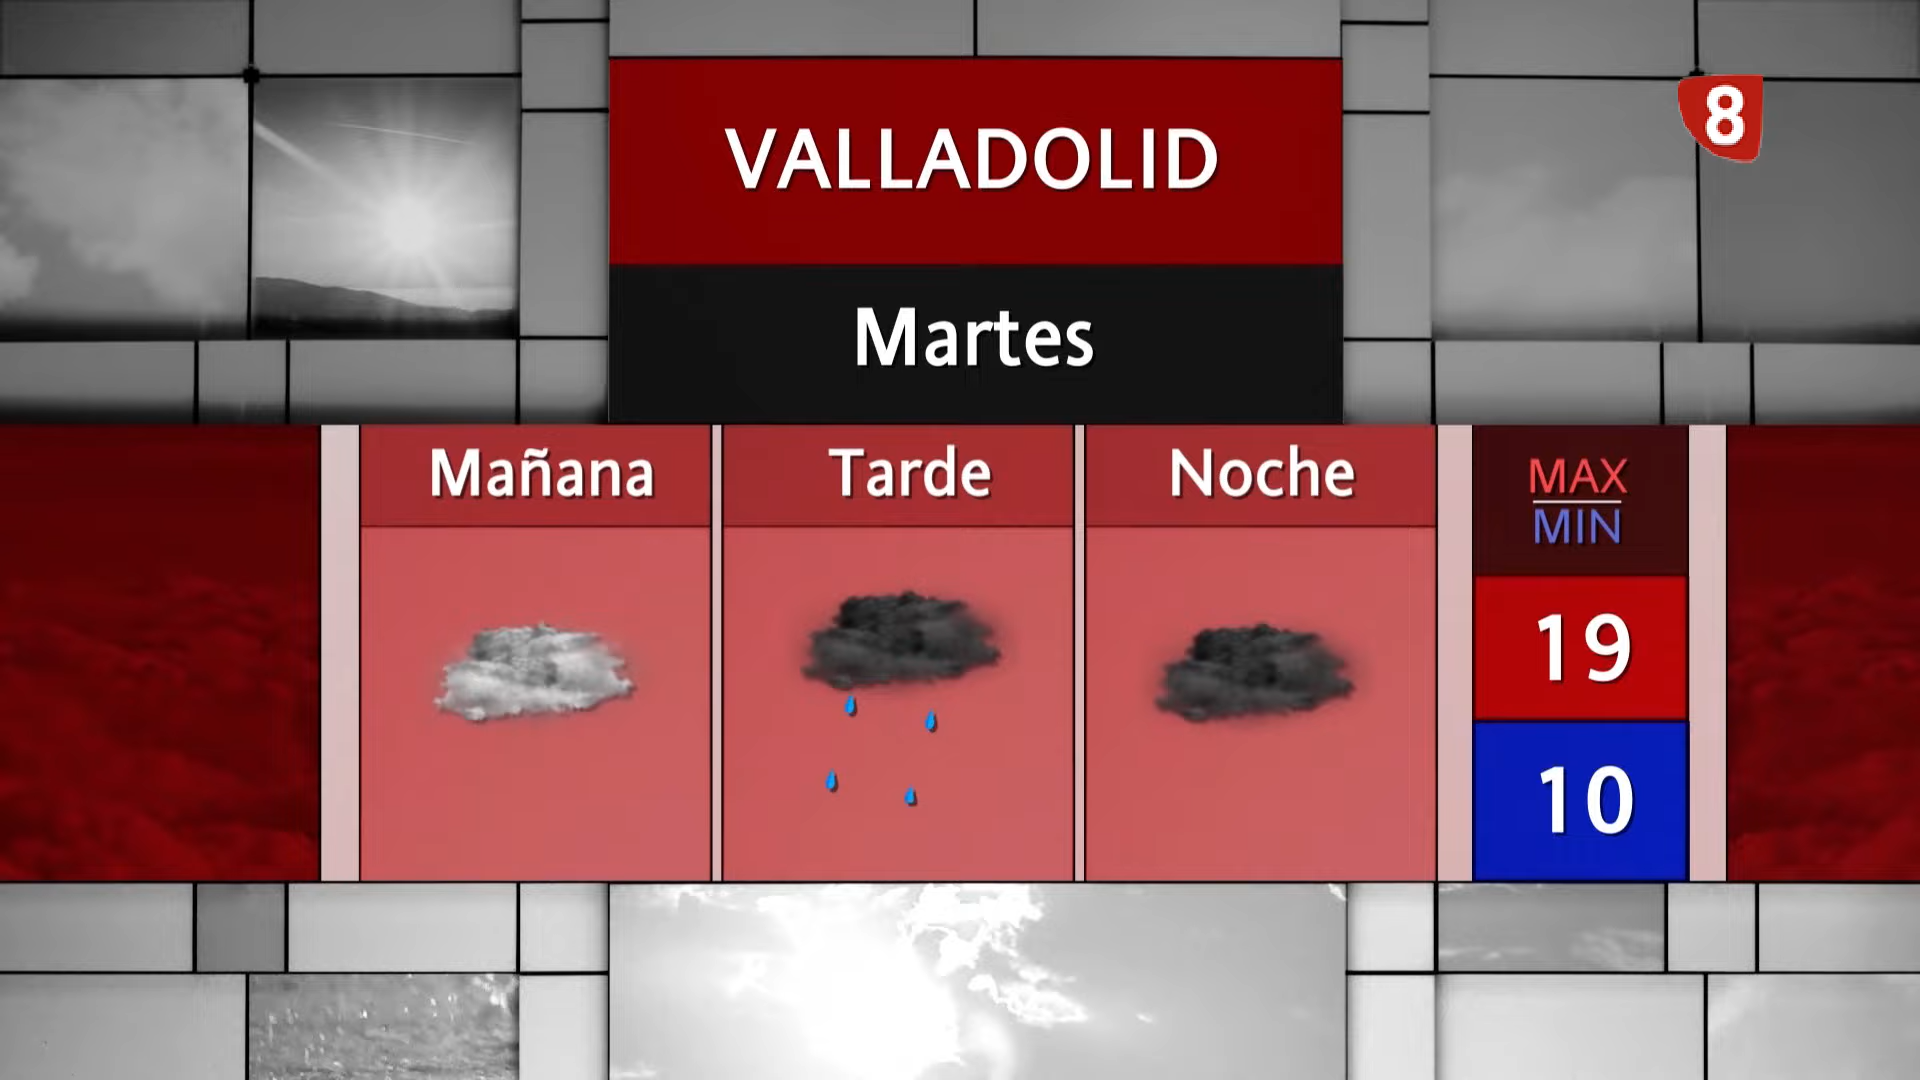 VALLADOLID
8
Martes
Mañana
Tarde
Noche
MAX
MIN
19
10